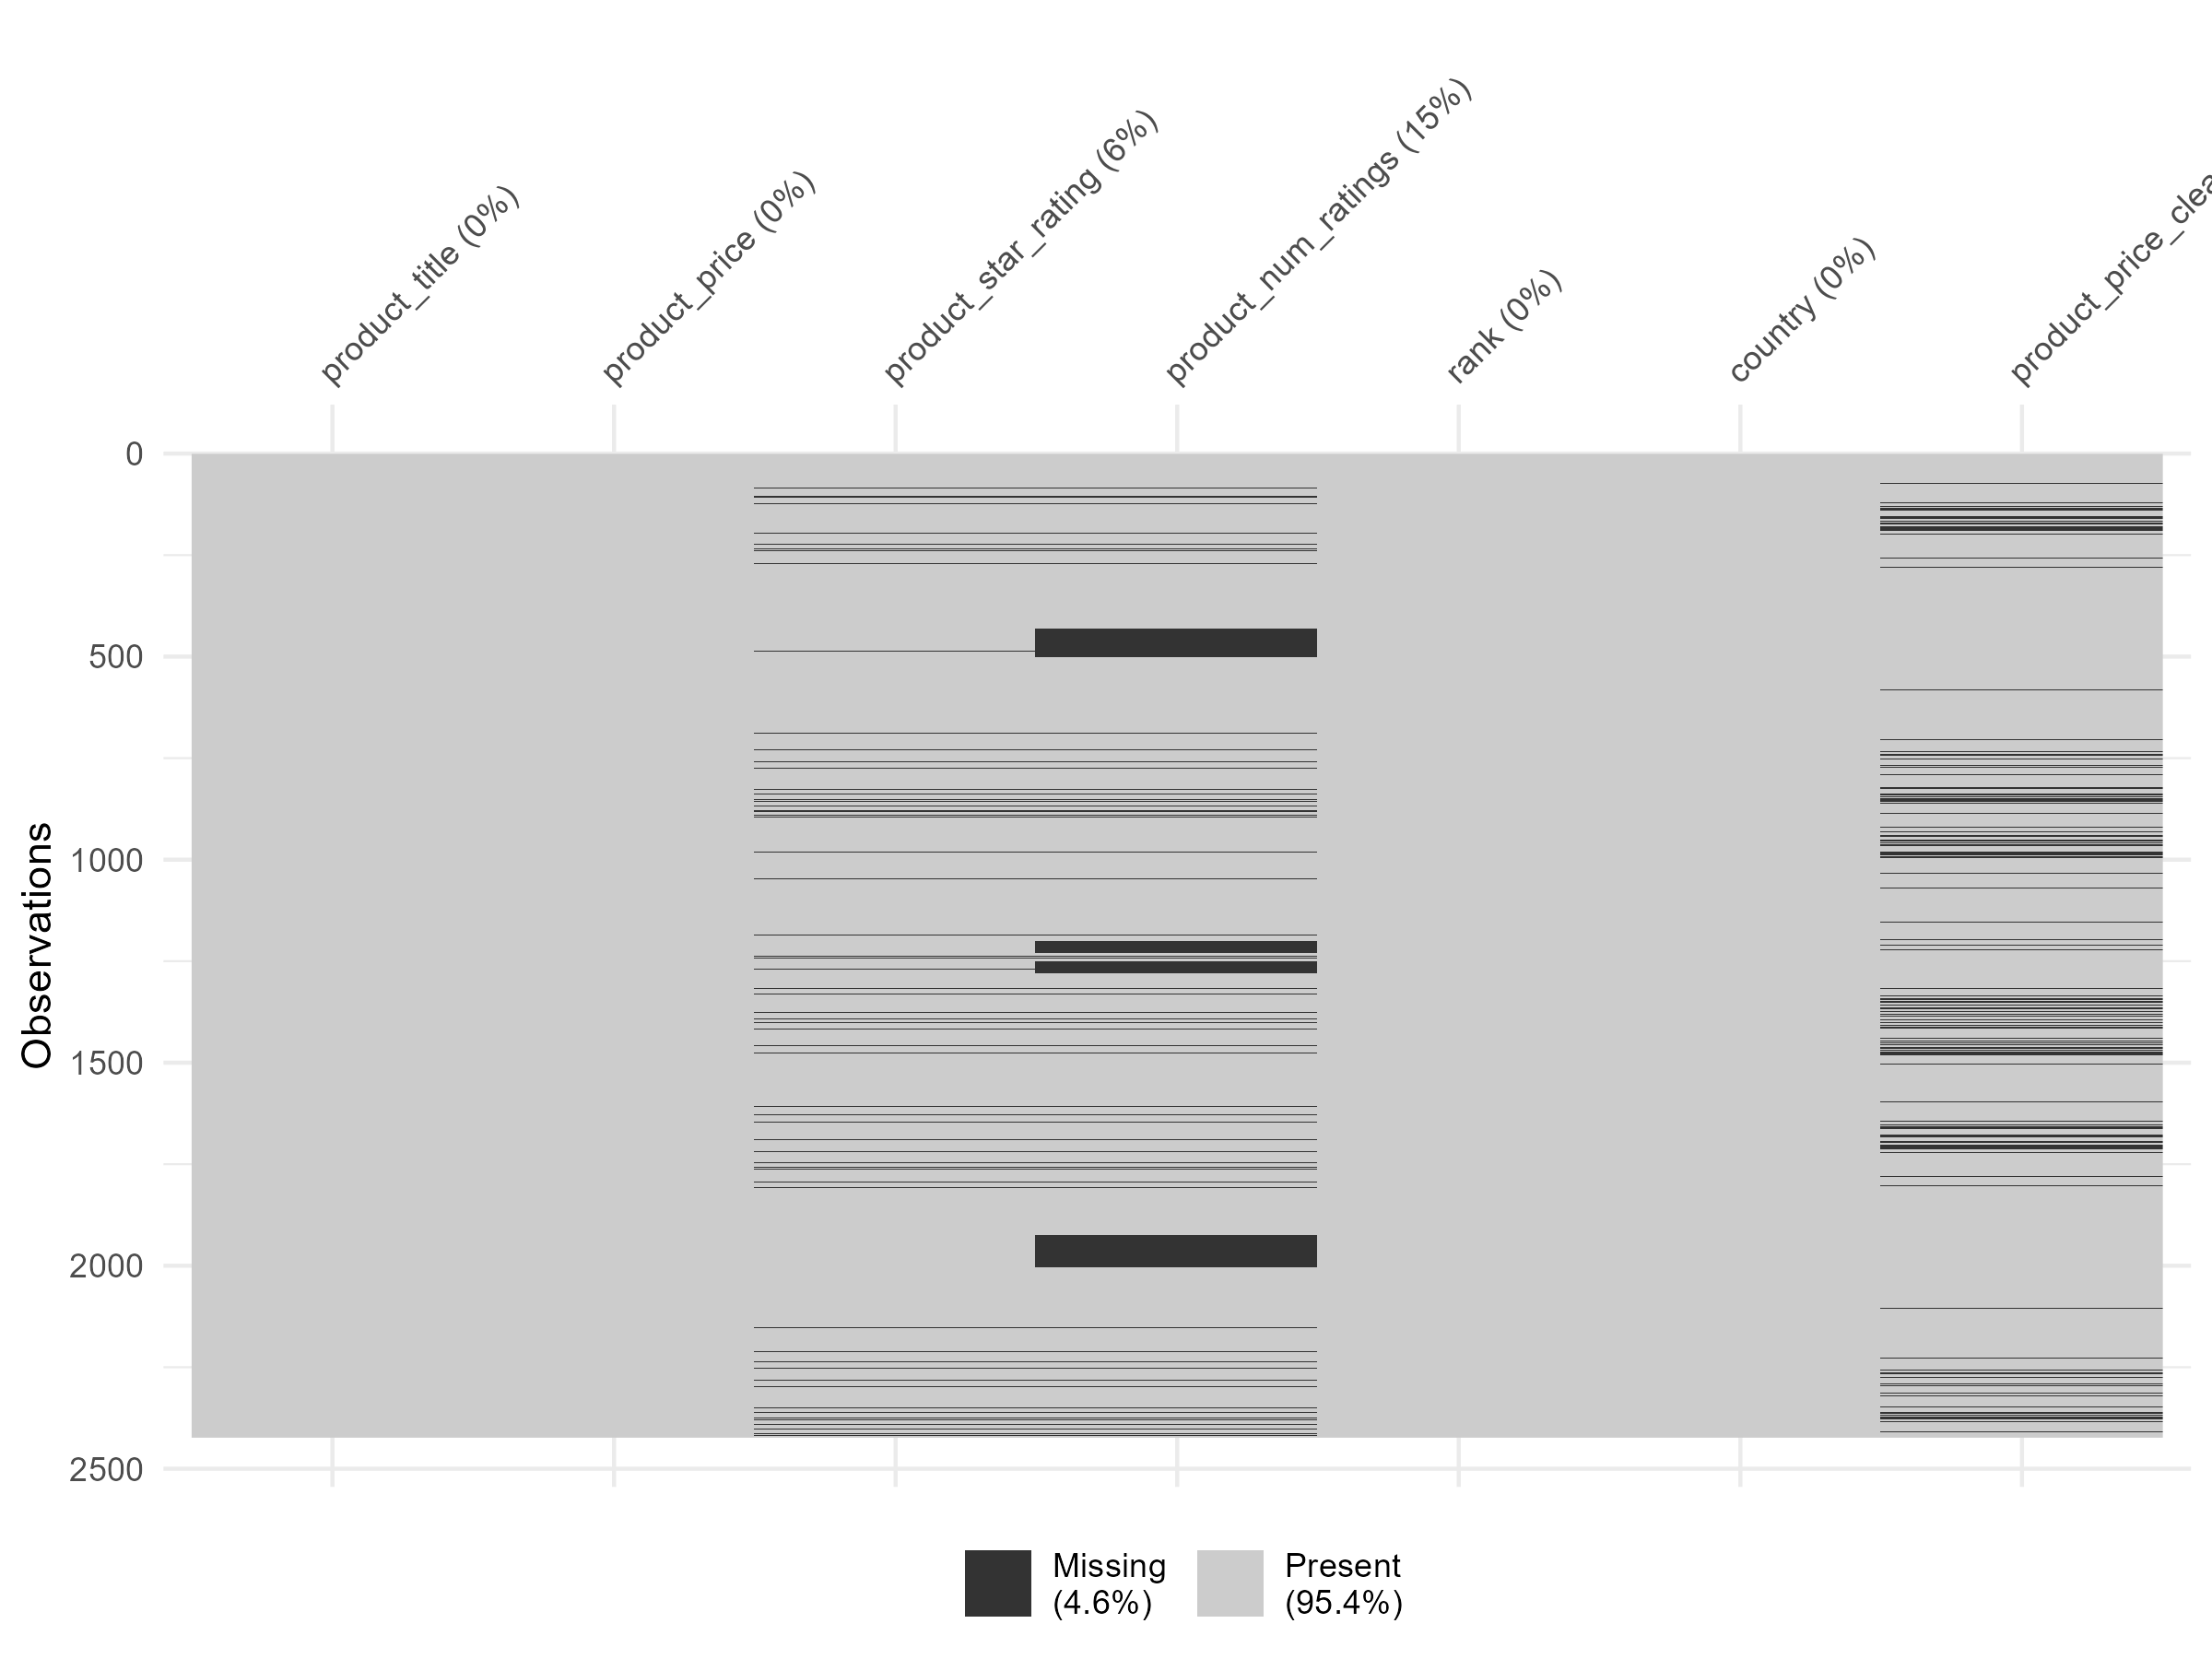 product_title (0%)
product_price (0%)
product_star_rating (6%)
product_num_ratings (15%)
rank (0%)
country (0%)
product_price_clea
0
500
1000
1500
2000
2500
Observations
Missing
(4.6%)
Present
(95.4%)